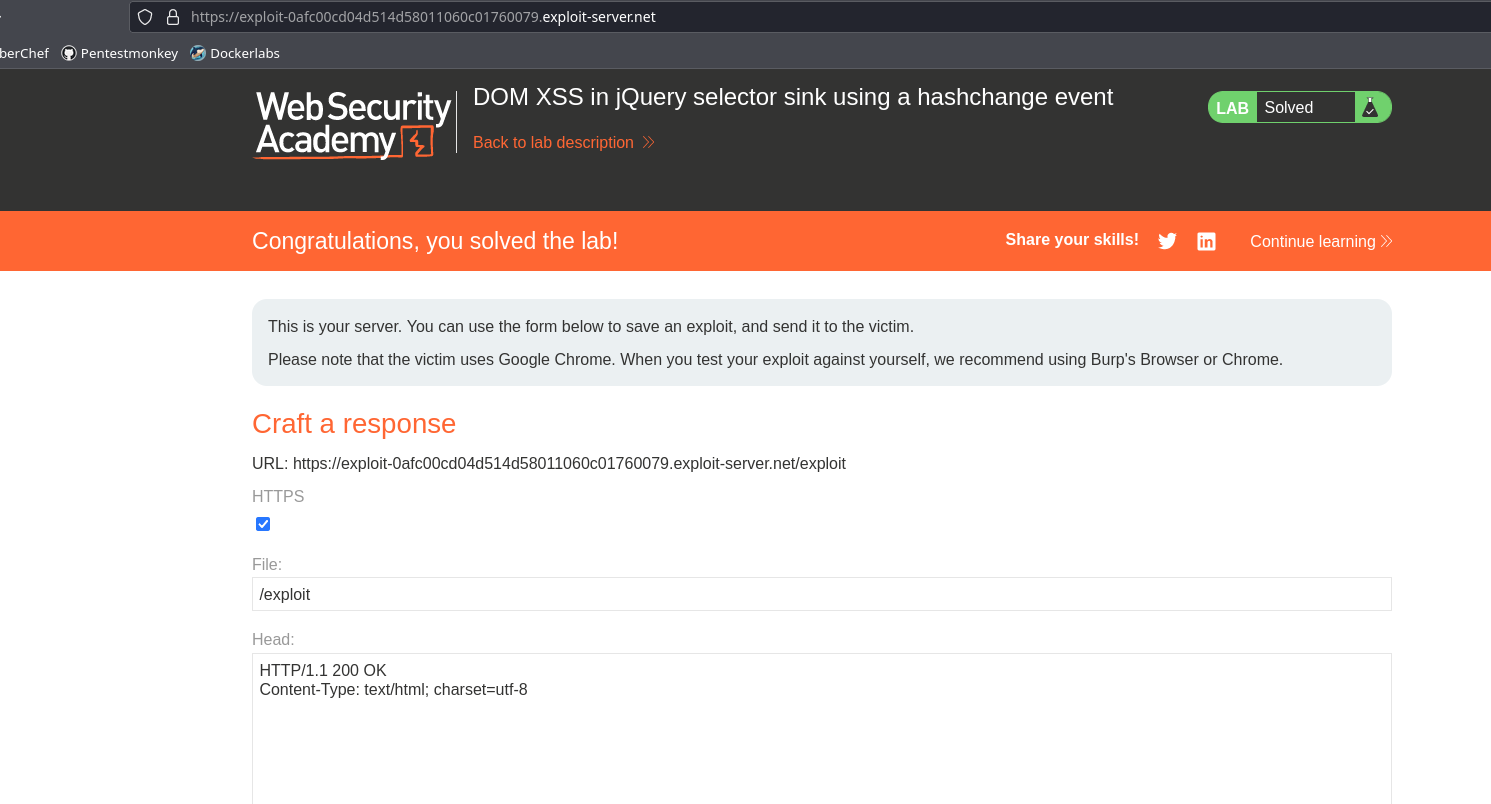 https://exploit-0afc00cd04d514d58011060c01760079.exploit-server.net
berChef Pentestmonkey Dockerlabs
Web Security
Academy
DOM XSS in jQuery selector sink using a hashchange event
Back to lab description
LAB Solved
Congratulations, you solved the lab!
Share your skills!
Continue learning
This is your server. You can use the form below to save an exploit, and send it to the victim.
Please note that the victim uses Google Chrome. When you test your exploit against yourself, we recommend using Burp's Browser or Chrome.
Craft a response
URL: https://exploit-0afc00cd04d514d58011060c01760079.exploit-server.net/exploit
HTTPS
File:
/exploit
Head:
HTTP/1.1 200 OK
Content-Type: text/html; charset=utf-8